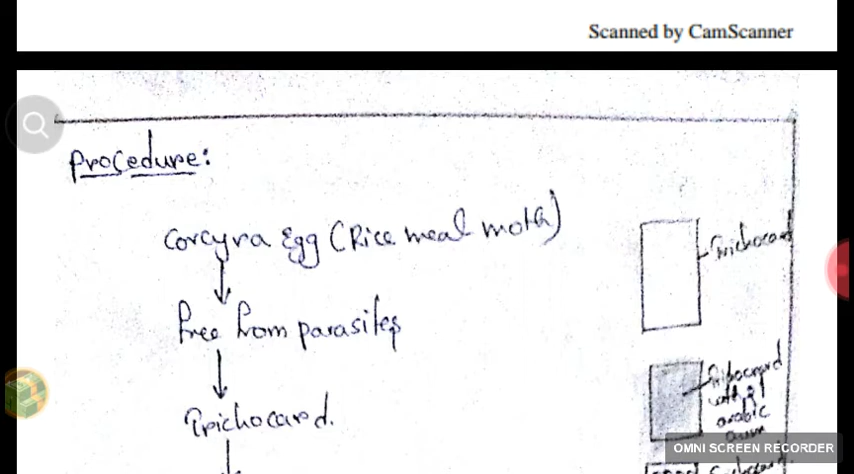 Scanned by CamScanner
Procedure:
Corcyra Egg (Rice meal moth)
free from parasites
Trichocard.
Trichocard
with
arabic
gum
OMNI SCREEN RECORDER